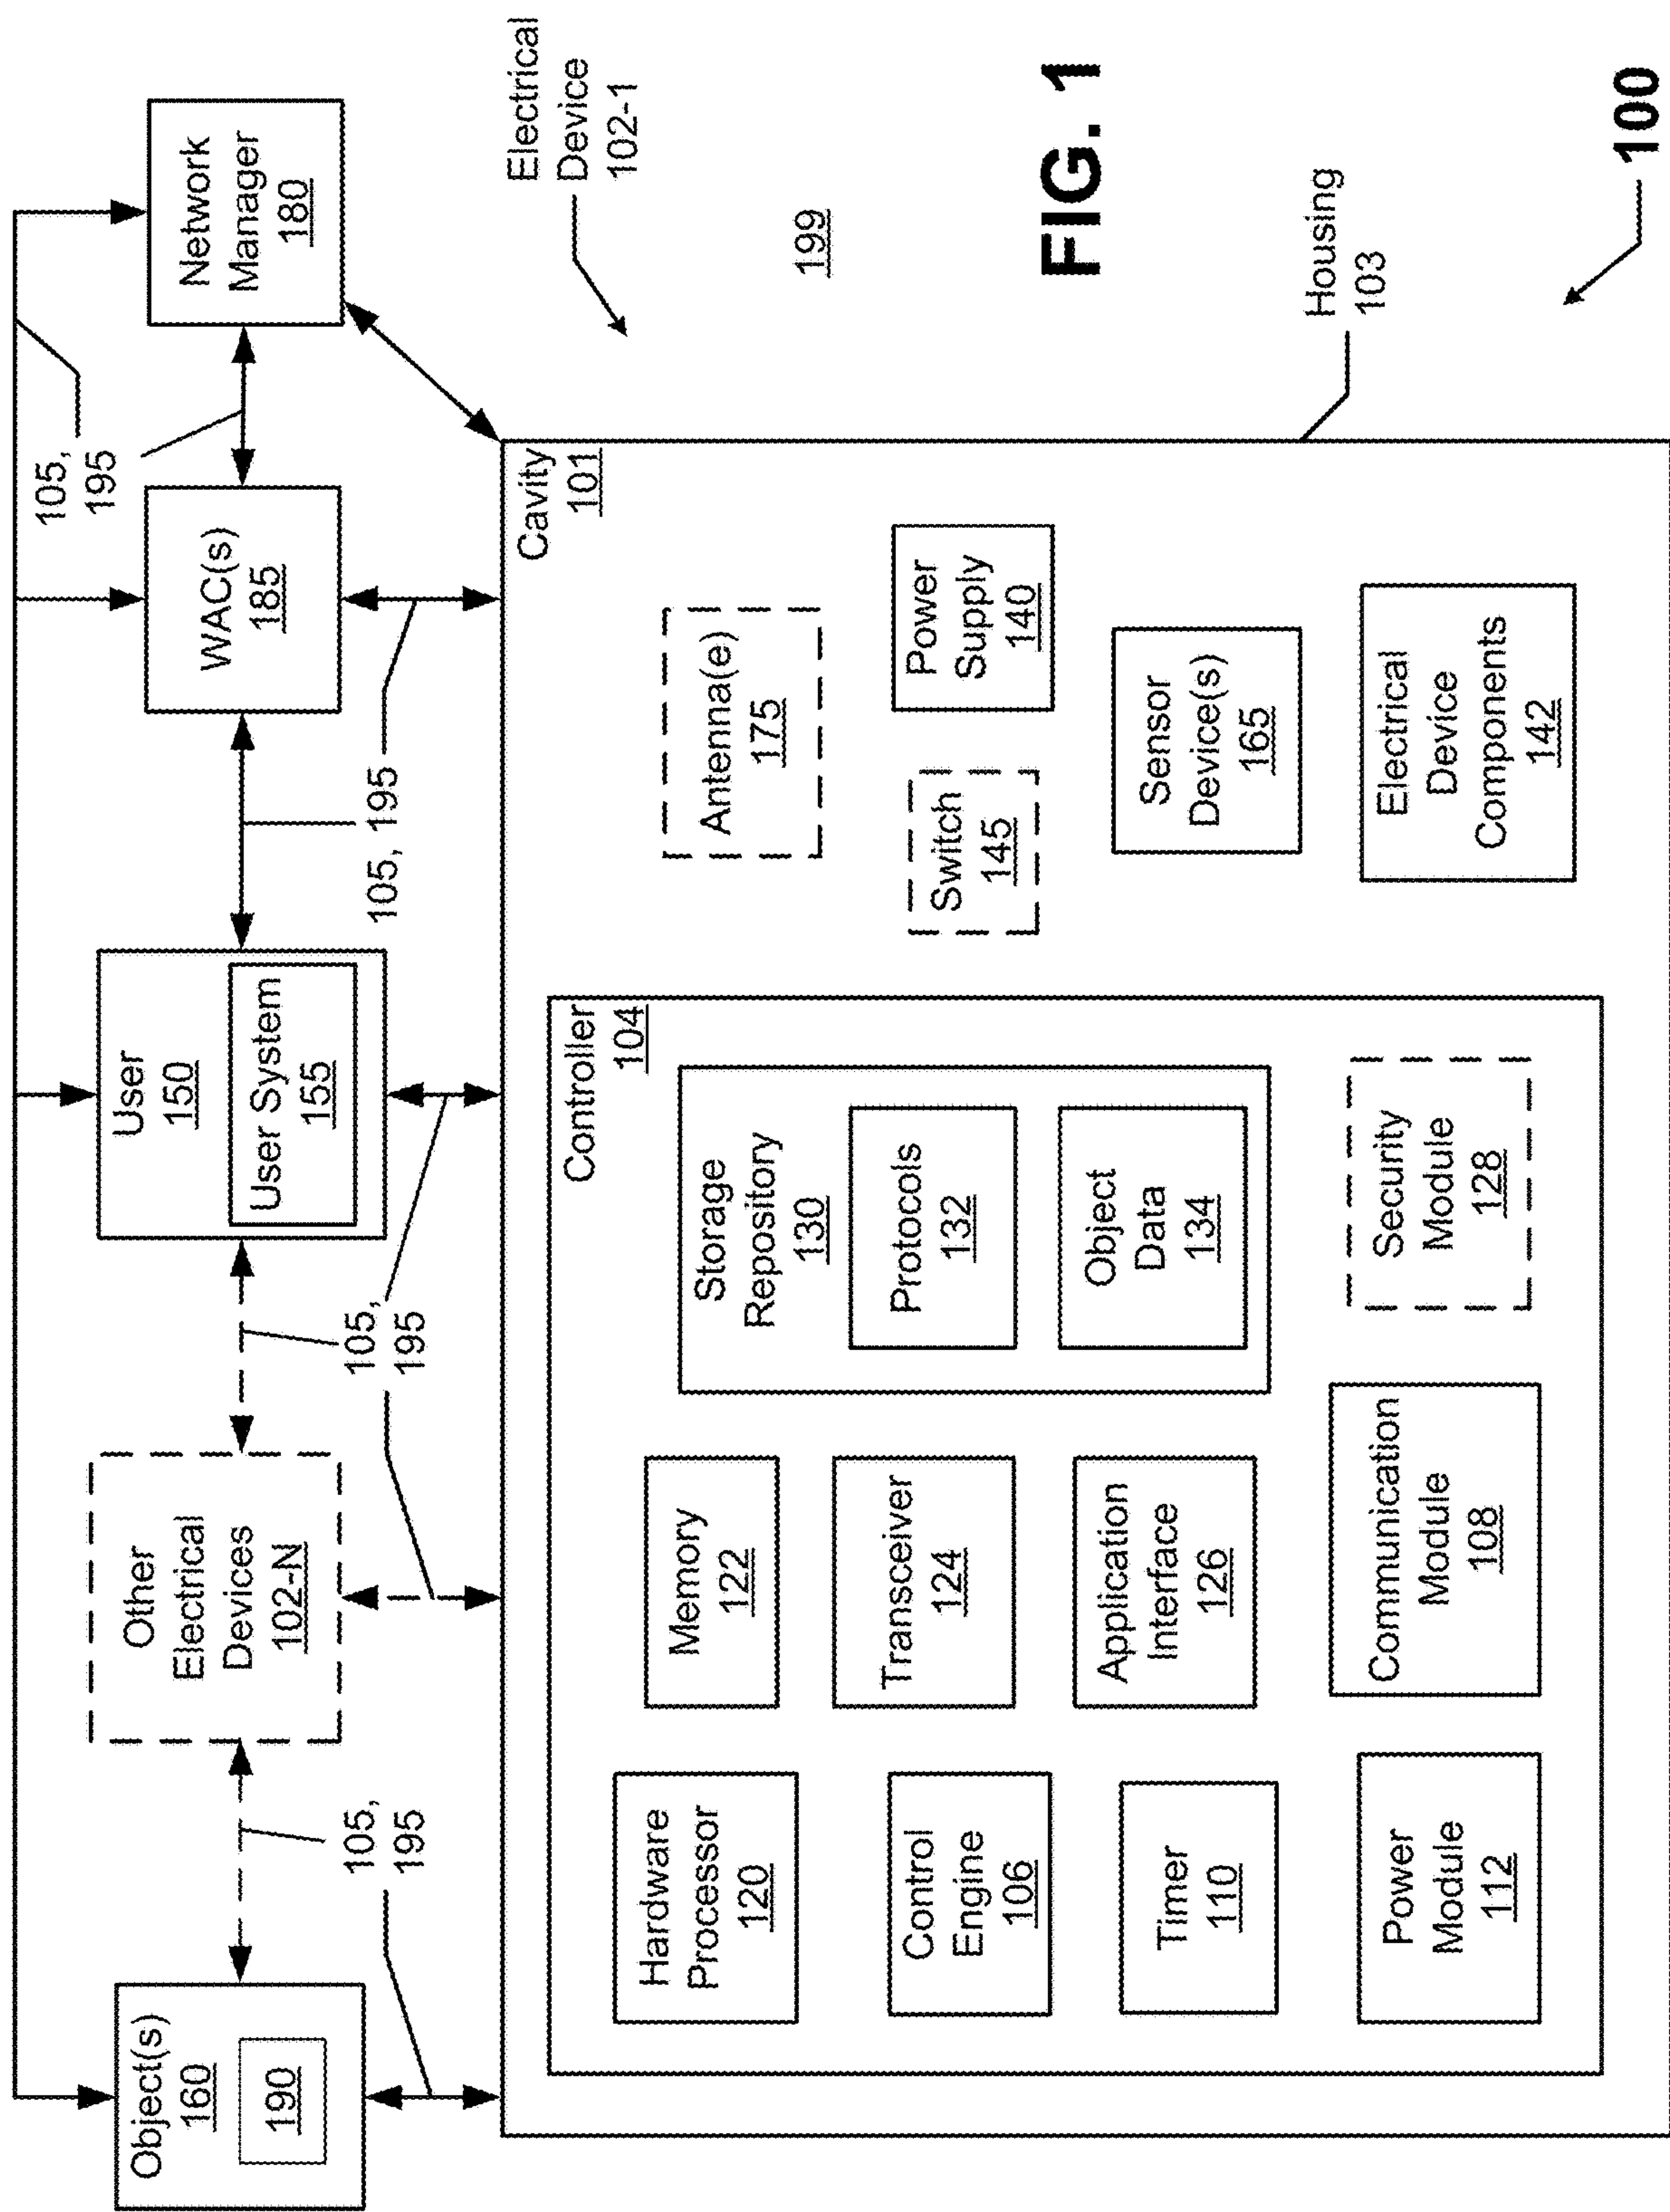 Object(s)
160
190
Other
Electrical
Devices
102-N
User
150
User System
155
WAC(s)
185
Network
Manager
180
105,
195
105,
195
105, 195
105,
195
Electrical
Device
102-1
Cavity
101
Controller
104
Hardware
Processor
120
Memory
122
Storage
Repository
130
Antenna(e)
175
Control
Engine
106
Transceiver
124
Protocols
132
Switch
145
Power
Supply
140
199
Timer
110
Application
Interface
126
Object
Data
134
Sensor
Device(s)
165
FIG. 1
Power
Module
112
Communication
Module
108
Security
Module
128
Electrical
Device
Components
142
Housing
103
100